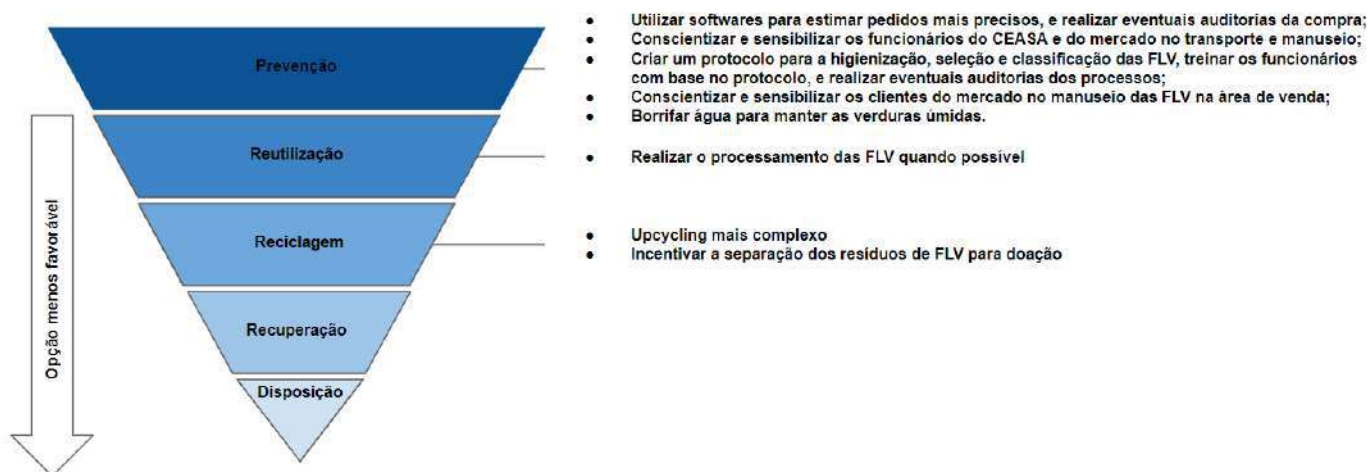 Prevenção
● Utilizar softwares para estimar pedidos mais precisos, e realizar eventuais auditorias da compra;
● Conscientizar e sensibilizar os funcionários do CEASA e do mercado no transporte e manuseio;
● Criar um protocolo para a higienização, seleção e classificação das FLV, treinar os funcionários
com base no protocolo, e realizar eventuais auditorias dos processos;
● Conscientizar e sensibilizar os clientes do mercado no manuseio das FLV na área de venda;
● Borrifar água para manter as verduras úmidas.
Reutilização
● Realizar o processamento das FLV quando possível
Reciclagem
● Upcycling mais complexo
● Incentivar a separação dos resíduos de FLV para doação
Recuperação
Disposição
Opção menos favorável